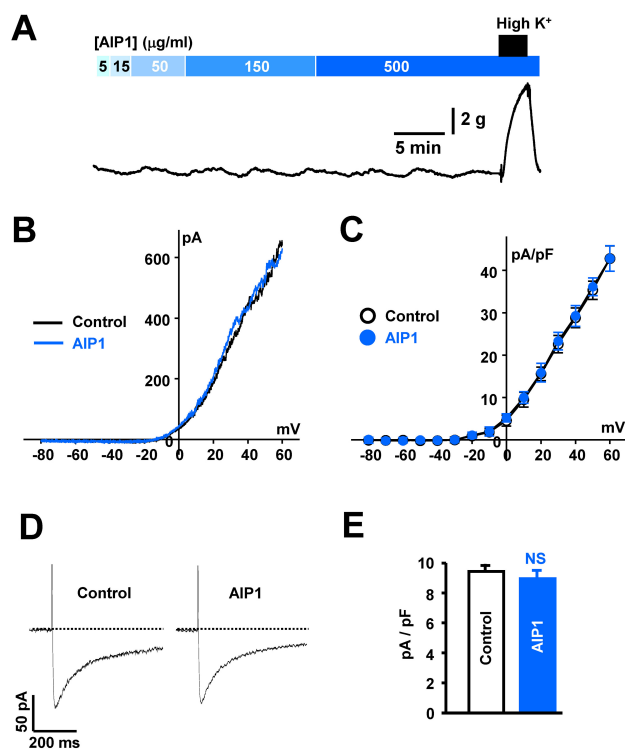 A
High K⁺
[AIP1] (µg/ml)
5 15 50 150 500
2 g
5 min
B
pA
600
400
200
0
Control
AIP1
mV
-80 -60 -40 -20 0 20 40 60
C
pA/pF
40
30
20
10
0
Control
AIP1
mV
-80 -60 -40 -20 0 20 40 60
D
Control
AIP1
50 pA
200 ms
E
NS
10
8
6
4
2
0
pA / pF
Control
AIP1